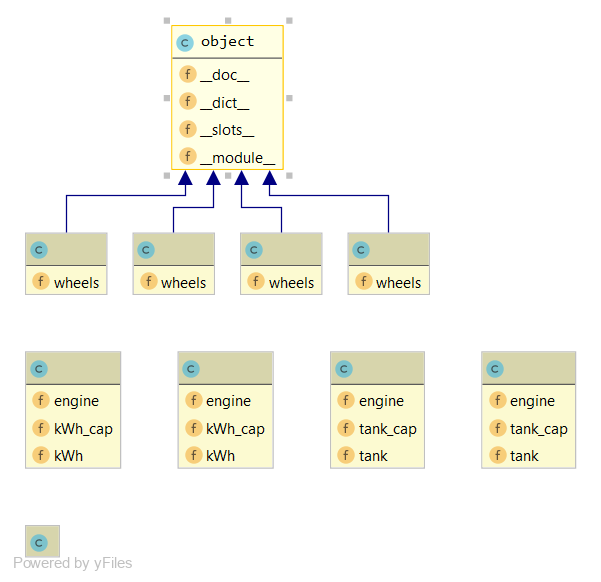 C object
f __doc__
f __dict__
f __slots__
f __module__
C C C C
f wheels f wheels f wheels f wheels
C C C C
f engine f engine f engine f engine
f kWh_cap f kWh_cap f tank_cap f tank_cap
f kWh f kWh f tank f tank
C
Powered by yFiles